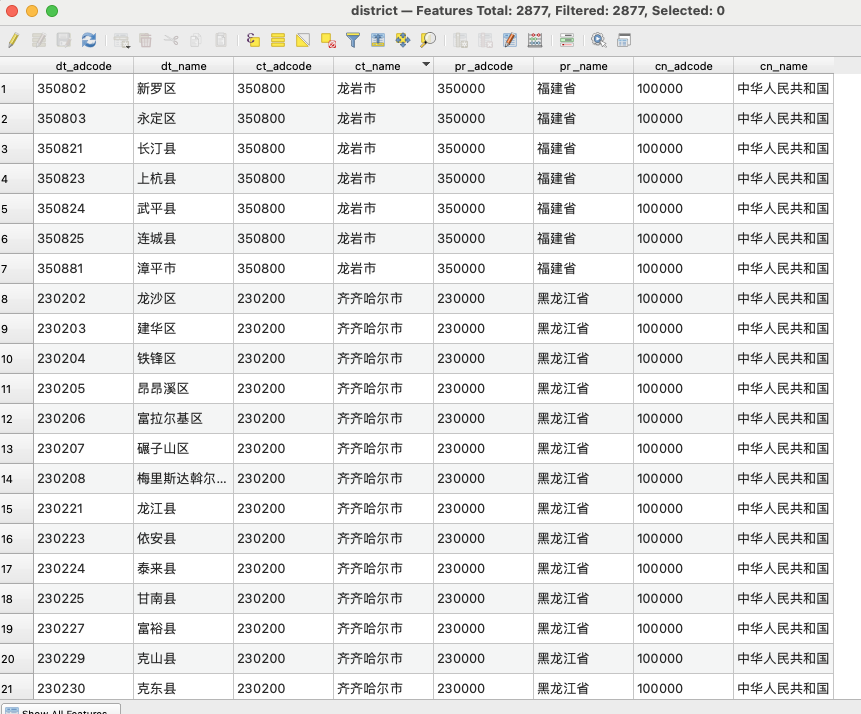 district — Features Total: 2877, Filtered: 2877, Selected: 0
dt_adcode dt_name ct_adcode ct_name pr_adcode pr_name cn_adcode cn_name
1 350802 新罗区 350800 龙岩市 350000 福建省 100000 中华人民共和国
2 350803 永定区 350800 龙岩市 350000 福建省 100000 中华人民共和国
3 350821 长汀县 350800 龙岩市 350000 福建省 100000 中华人民共和国
4 350823 上杭县 350800 龙岩市 350000 福建省 100000 中华人民共和国
5 350824 武平县 350800 龙岩市 350000 福建省 100000 中华人民共和国
6 350825 连城县 350800 龙岩市 350000 福建省 100000 中华人民共和国
7 350881 漳平市 350800 龙岩市 350000 福建省 100000 中华人民共和国
8 230202 龙沙区 230200 齐齐哈尔市 230000 黑龙江省 100000 中华人民共和国
9 230203 建华区 230200 齐齐哈尔市 230000 黑龙江省 100000 中华人民共和国
10 230204 铁锋区 230200 齐齐哈尔市 230000 黑龙江省 100000 中华人民共和国
11 230205 昂昂溪区 230200 齐齐哈尔市 230000 黑龙江省 100000 中华人民共和国
12 230206 富拉尔基区 230200 齐齐哈尔市 230000 黑龙江省 100000 中华人民共和国
13 230207 碾子山区 230200 齐齐哈尔市 230000 黑龙江省 100000 中华人民共和国
14 230208 梅里斯达斡尔... 230200 齐齐哈尔市 230000 黑龙江省 100000 中华人民共和国
15 230221 龙江县 230200 齐齐哈尔市 230000 黑龙江省 100000 中华人民共和国
16 230223 依安县 230200 齐齐哈尔市 230000 黑龙江省 100000 中华人民共和国
17 230224 泰来县 230200 齐齐哈尔市 230000 黑龙江省 100000 中华人民共和国
18 230225 甘南县 230200 齐齐哈尔市 230000 黑龙江省 100000 中华人民共和国
19 230227 富裕县 230200 齐齐哈尔市 230000 黑龙江省 100000 中华人民共和国
20 230229 克山县 230200 齐齐哈尔市 230000 黑龙江省 100000 中华人民共和国
21 230230 克东县 230200 齐齐哈尔市 230000 黑龙江省 100000 中华人民共和国
Show All Features